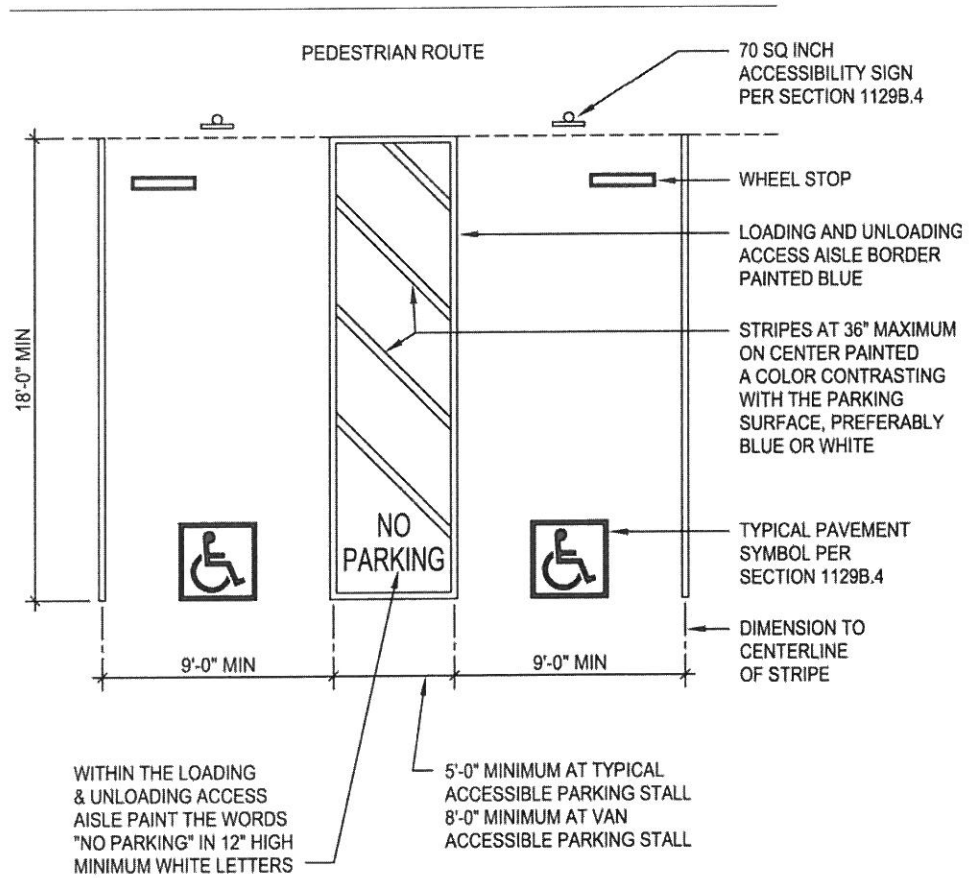 PEDESTRIAN ROUTE
70 SQ INCH
ACCESSIBILITY SIGN
PER SECTION 1129B.4
WHEEL STOP
LOADING AND UNLOADING
ACCESS AISLE BORDER
PAINTED BLUE
STRIPES AT 36" MAXIMUM
ON CENTER PAINTED
A COLOR CONTRASTING
WITH THE PARKING
SURFACE, PREFERABLY
BLUE OR WHITE
18'-0" MIN
NO
PARKING
TYPICAL PAVEMENT
SYMBOL PER
SECTION 1129B.4
DIMENSION TO
CENTERLINE
OF STRIPE
9'-0" MIN
9'-0" MIN
WITHIN THE LOADING
& UNLOADING ACCESS
AISLE PAINT THE WORDS
"NO PARKING" IN 12" HIGH
MINIMUM WHITE LETTERS
5'-0" MINIMUM AT TYPICAL
ACCESSIBLE PARKING STALL
8'-0" MINIMUM AT VAN
ACCESSIBLE PARKING STALL